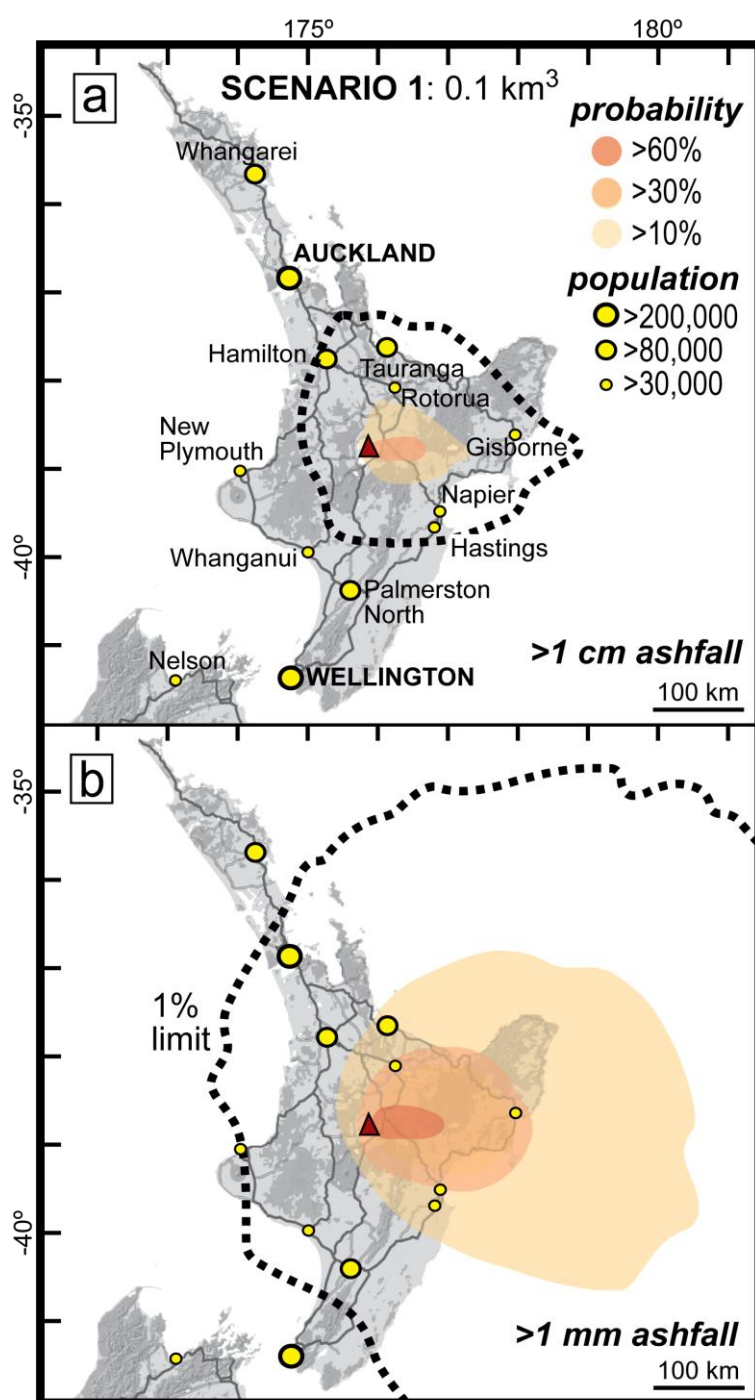 175º
180º
a
SCENARIO 1: 0.1 km³
probability
>60%
>30%
>10%
population
>200,000
>80,000
>30,000
-35º
Whangarei
AUCKLAND
Hamilton
Tauranga
Rotorua
New
Plymouth
Gisborne
Napier
Hastings
-40º
Whanganui
Palmerston
North
Nelson
WELLINGTON
>1 cm ashfall
100 km
b
-35º
1%
limit
-40º
>1 mm ashfall
100 km